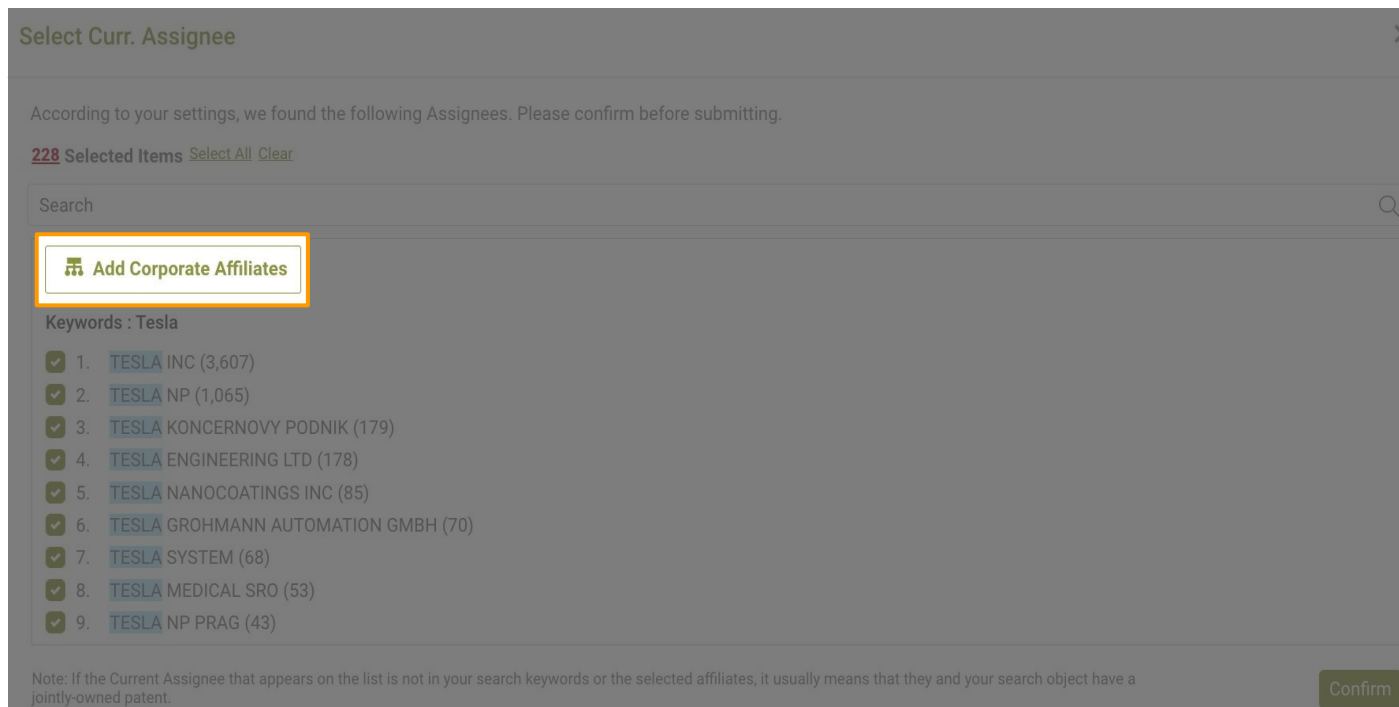 Select Curr. Assignee
According to your settings, we found the following Assignees. Please confirm before submitting.
228 Selected Items Select All Clear
Search
Add Corporate Affiliates
Keywords : Tesla
1. TESLA INC (3,607)
2. TESLA NP (1,065)
3. TESLA KONCERNOVY PODNIK (179)
4. TESLA ENGINEERING LTD (178)
5. TESLA NANOCOATINGS INC (85)
6. TESLA GROHMANN AUTOMATION GMBH (70)
7. TESLA SYSTEM (68)
8. TESLA MEDICAL SRO (53)
9. TESLA NP PRAG (43)
Note: If the Current Assignee that appears on the list is not in your search keywords or the selected affiliates, it usually means that they and your search object have a
jointly-owned patent.
Confirm